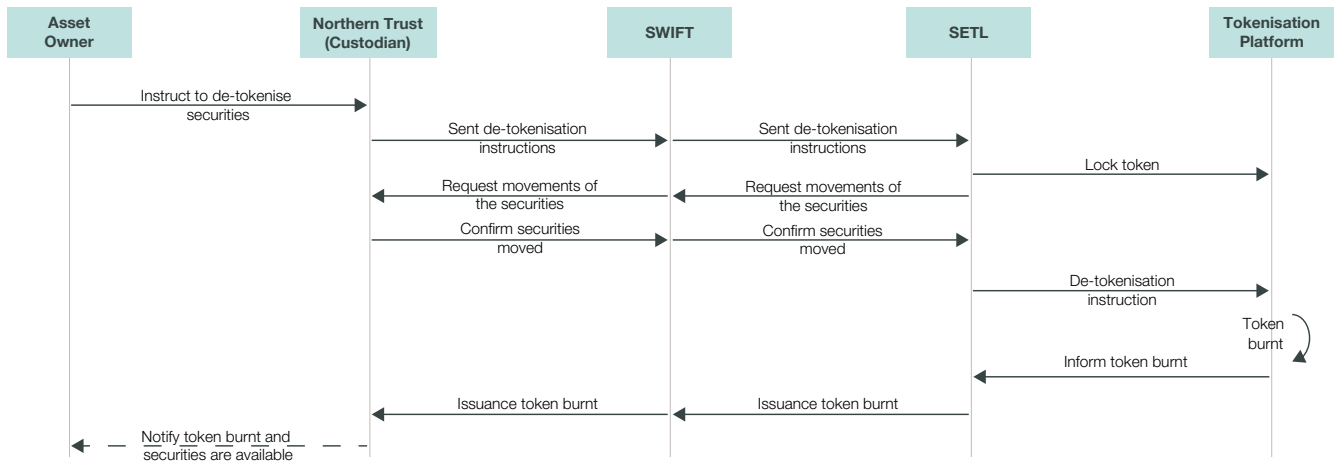 Asset
Owner
Northern Trust
(Custodian)
SWIFT
SETL
Tokenisation
Platform
Instruct to de-tokenise
securities
Sent de-tokenisation
instructions
Sent de-tokenisation
instructions
Lock token
Request movements of
the securities
Request movements of
the securities
Confirm securities
moved
Confirm securities
moved
De-tokenisation
instruction
Token
burnt
Inform token burnt
Issuance token burnt
Issuance token burnt
Notify token burnt and
securities are available